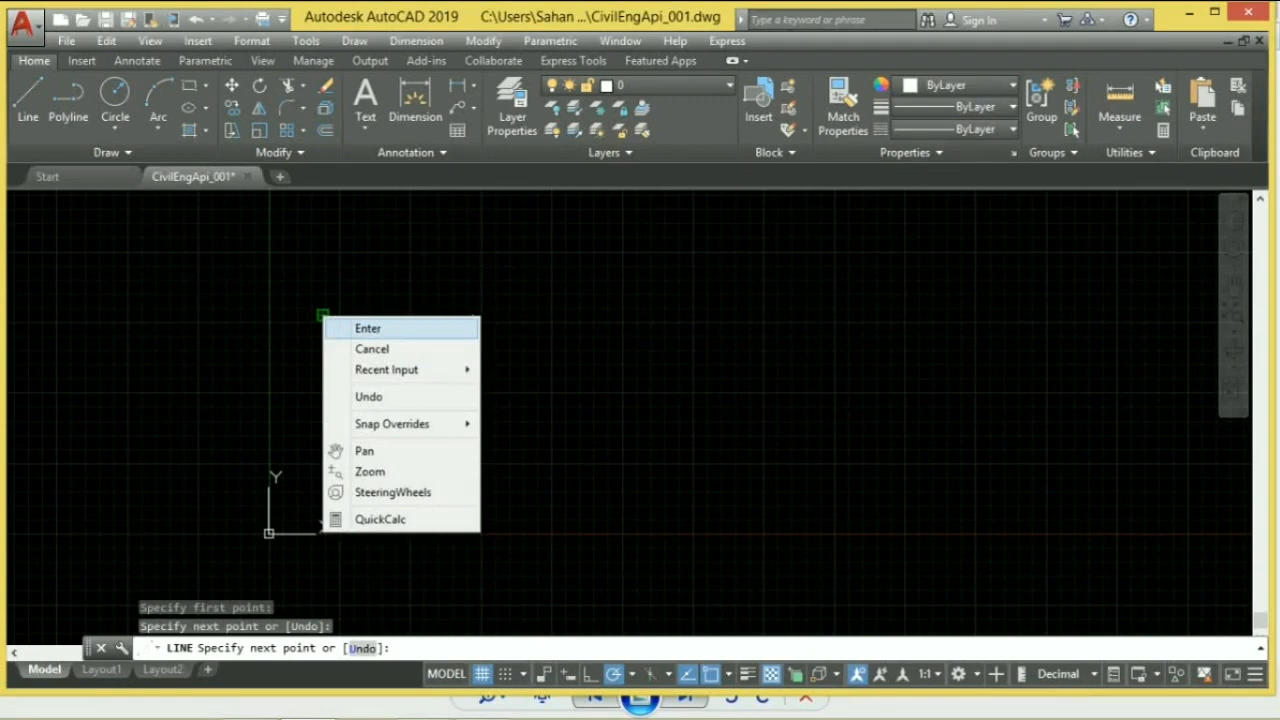 Autodesk AutoCAD 2019 C:\Users\Sahan ...\CivilEngApi_001.dwg Type a keyword or phrase Sign In
File Edit View Insert Format Tools Draw Dimension Modify Parametric Window Help Express
Home Insert Annotate Parametric View Manage Output Add-ins Collaborate Express Tools Featured Apps
Line Polyline Circle Arc Text Dimension Layer Properties 0 Insert Match Properties ByLayer Group Measure Paste
ByLayer
ByLayer
Draw Modify Annotation Layers Block Properties Groups Utilities Clipboard
Start CivilEngApi_001*
Enter
Cancel
Recent Input
Undo
Snap Overrides
Pan
Zoom
SteeringWheels
QuickCalc
Y
Specify first point:
Specify next point or [Undo]:
LINE Specify next point or [Undo]:
Model Layout1 Layout2 + MODEL 1:1 Decimal